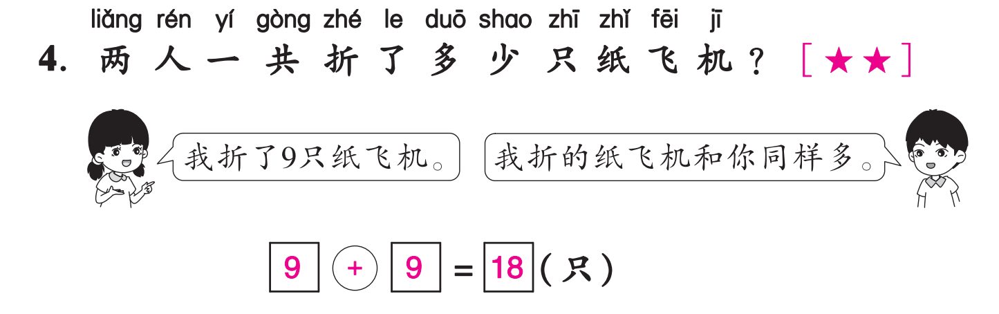 liǎng rén yí gòng zhé le duō shao zhī zhǐ fēi jī
4. 两人一共折了多少只纸飞机？[★★]
我折了9只纸飞机。
我折的纸飞机和你同样多。
9 + 9 = 18 (只)